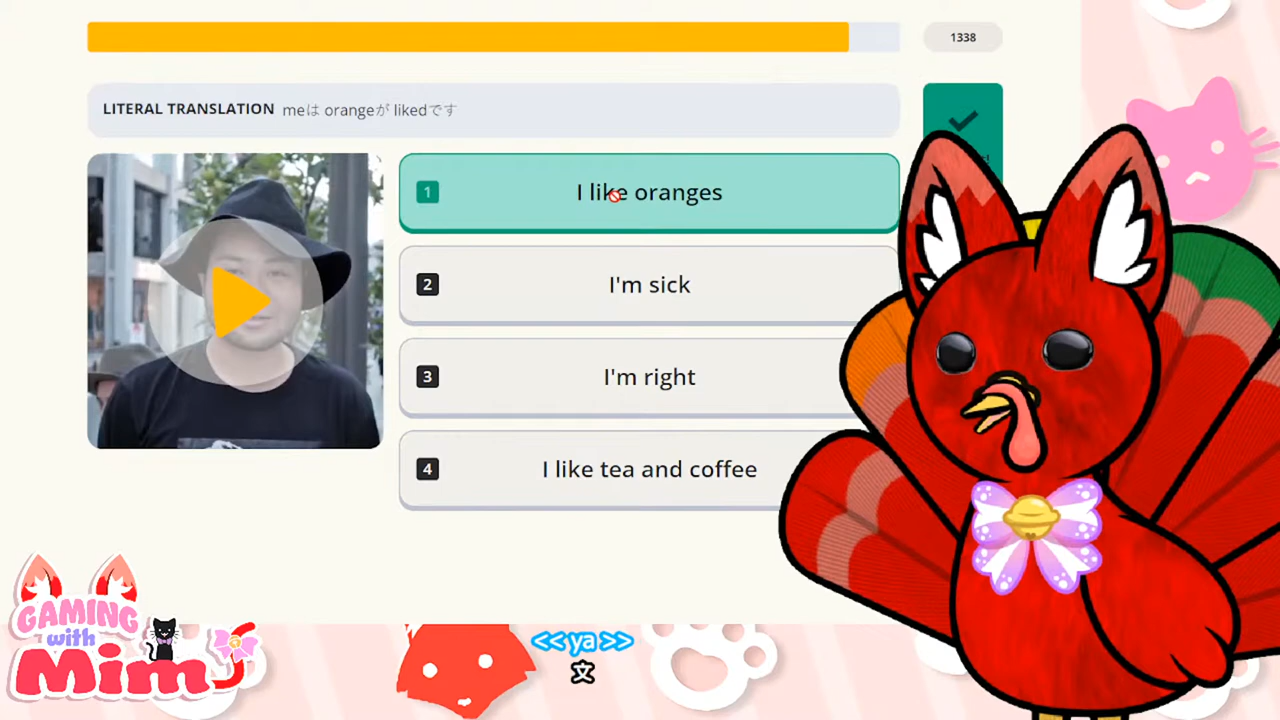 1338
LITERAL TRANSLATION meは orangeが likedです
1 I like oranges
2 I'm sick
3 I'm right
4 I like tea and coffee
GAMING
with
Mim
<< ya >>
文